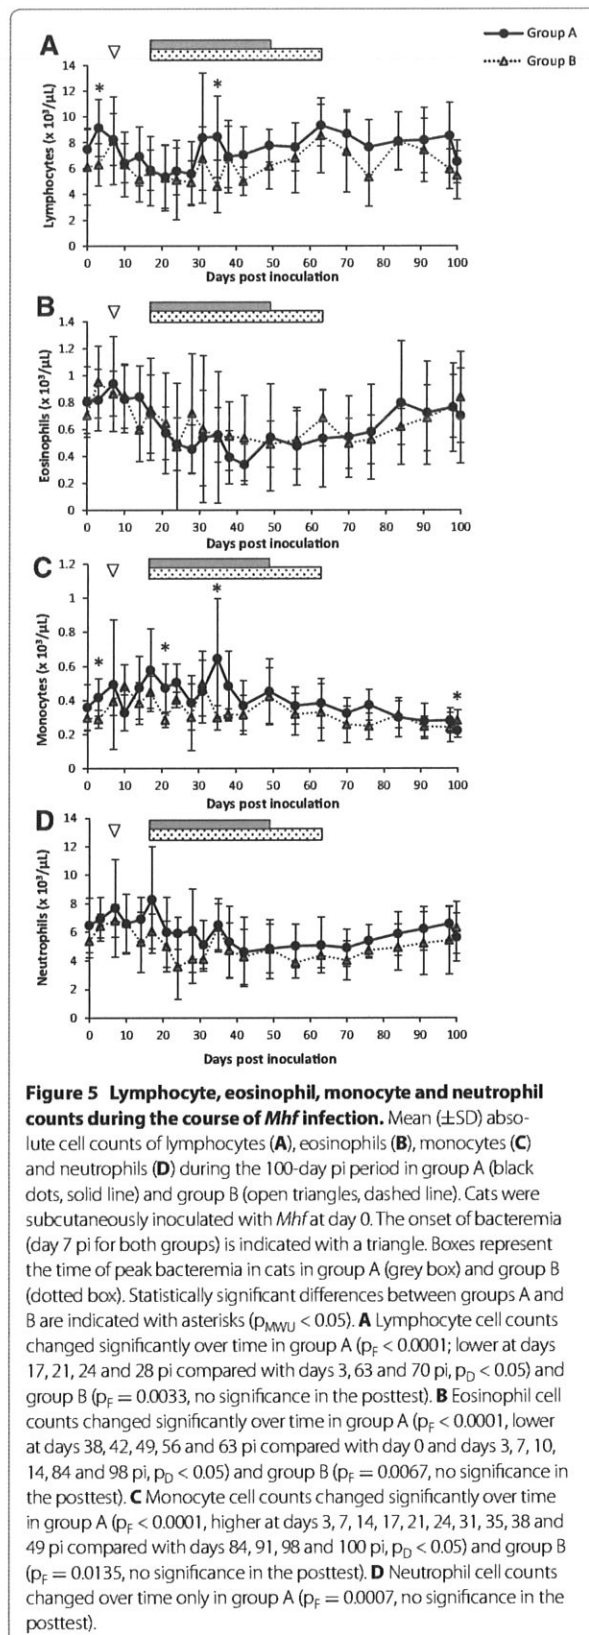 Group A
Group B
A
*
*
14
12
10
8
6
4
2
0
Lymphocytes (x 10³/µL)
0 10 20 30 40 50 60 70 80 90 100
Days post inoculation
B
1.4
1.2
1
0.8
0.6
0.4
0.2
0
Eosinophils (x 10³/µL)
0 10 20 30 40 50 60 70 80 90 100
Days post inoculation
C
*
*
*
*
1.2
1
0.8
0.6
0.4
0.2
0
Monocytes (x 10³/µL)
0 10 20 30 40 50 60 70 80 90 100
Days post inoculation
D
14
12
10
8
6
4
2
0
Neutrophils (x 10³/µL)
0 10 20 30 40 50 60 70 80 90 100
Days post inoculation
Figure 5 Lymphocyte, eosinophil, monocyte and neutrophil
counts during the course of Mhf infection. Mean (±SD) abso-
lute cell counts of lymphocytes (A), eosinophils (B), monocytes (C)
and neutrophils (D) during the 100-day pi period in group A (black
dots, solid line) and group B (open triangles, dashed line). Cats were
subcutaneously inoculated with Mhf at day 0. The onset of bacteremia
(day 7 pi for both groups) is indicated with a triangle. Boxes represent
the time of peak bacteremia in cats in group A (grey box) and group B
(dotted box). Statistically significant differences between groups A and
B are indicated with asterisks (pMWU < 0.05). A Lymphocyte cell counts
changed significantly over time in group A (pF < 0.0001; lower at days
17, 21, 24 and 28 pi compared with days 3, 63 and 70 pi, pD < 0.05) and
group B (pF = 0.0033, no significance in the posttest). B Eosinophil cell
counts changed significantly over time in group A (pF < 0.0001, lower
at days 38, 42, 49, 56 and 63 pi compared with day 0 and days 3, 7, 10,
14, 84 and 98 pi, pD < 0.05) and group B (pF = 0.0067, no significance in
the posttest). C Monocyte cell counts changed significantly over time
in group A (pF < 0.0001, higher at days 3, 7, 14, 17, 21, 24, 31, 35, 38 and
49 pi compared with days 84, 91, 98 and 100 pi, pD < 0.05) and group B
(pF = 0.0135, no significance in the posttest). D Neutrophil cell counts
changed over time only in group A (pF = 0.0007, no significance in the
posttest).